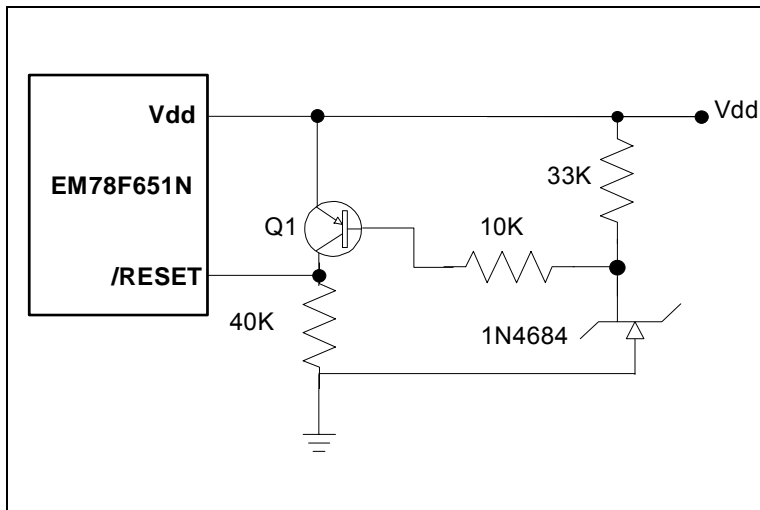 Vdd
Vdd
EM78F651N
33K
Q1
10K
/RESET
40K
1N4684